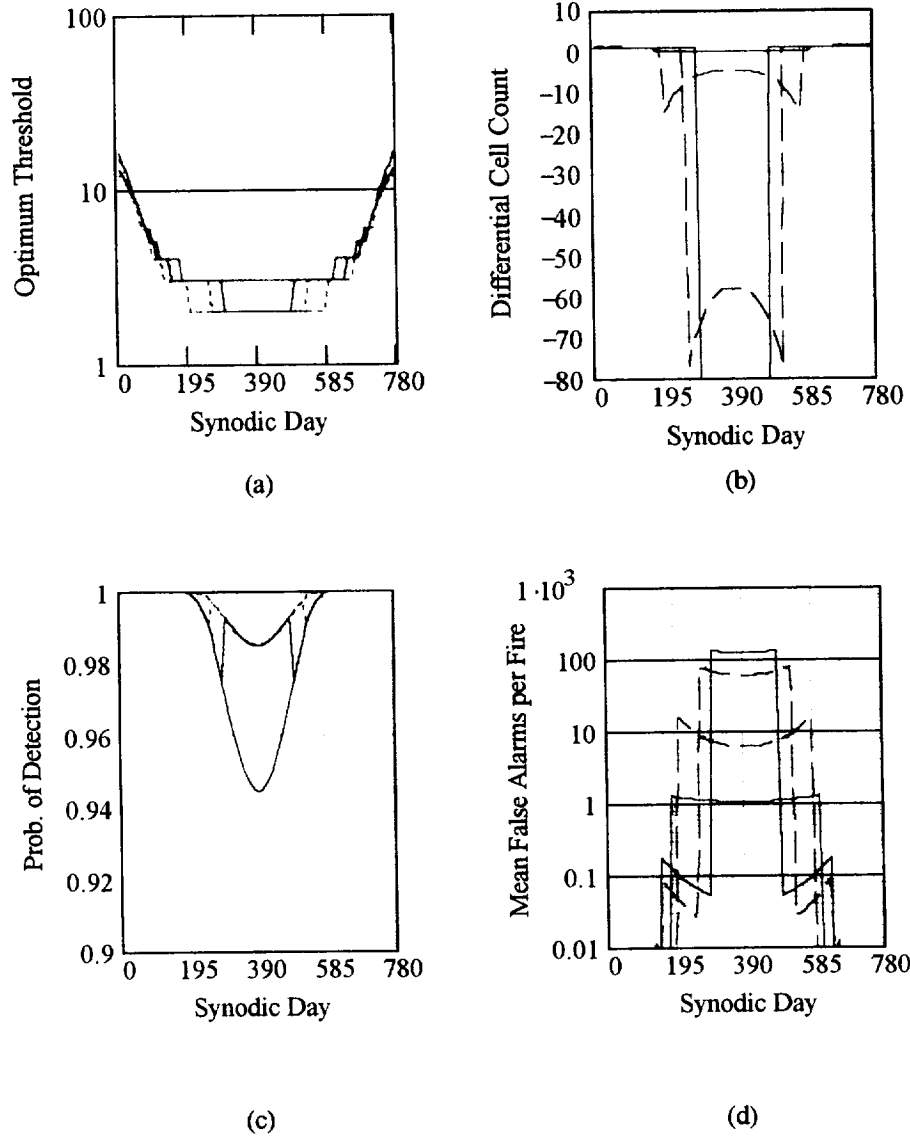 Optimum Threshold
100
10
1
0 195 390 585 780
Synodic Day
(a)
Differential Cell Count
10
0
−10
−20
−30
−40
−50
−60
−70
−80
0 195 390 585 780
Synodic Day
(b)
Prob. of Detection
1
0.98
0.96
0.94
0.92
0.9
0 195 390 585 780
Synodic Day
(c)
Mean False Alarms per Fire
1·10³
100
10
1
0.1
0.01
0 195 390 585 780
Synodic Day
(d)